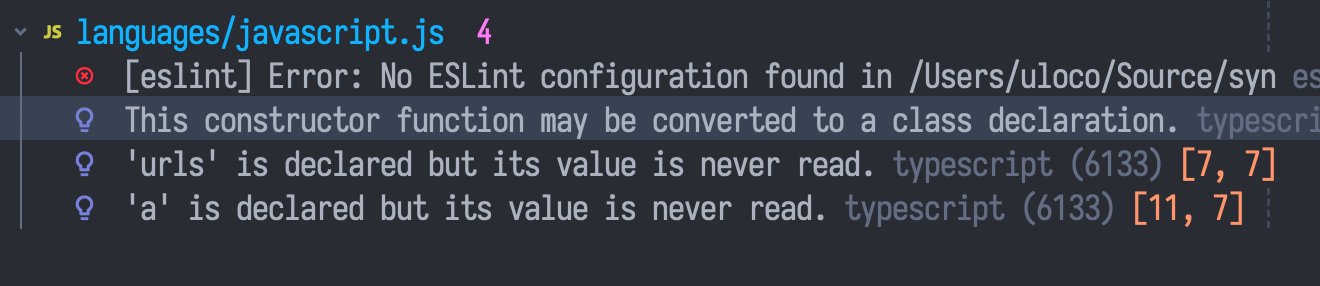 JS languages/javascript.js 4
[eslint] Error: No ESLint configuration found in /Users/uloco/Source/syn es
This constructor function may be converted to a class declaration. typescri
'urls' is declared but its value is never read. typescript (6133) [7, 7]
'a' is declared but its value is never read. typescript (6133) [11, 7]